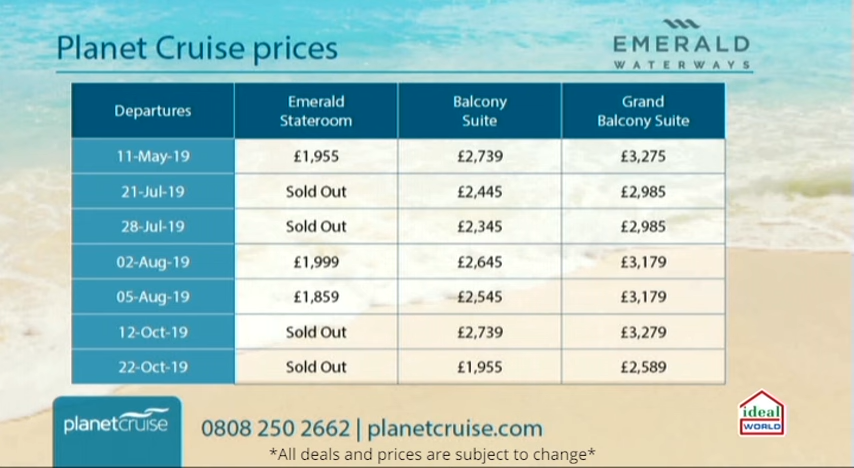 Planet Cruise prices
EMERALD
WATERWAYS
Departures Emerald Stateroom Balcony Suite Grand Balcony Suite
11-May-19 £1,955 £2,739 £3,275
21-Jul-19 Sold Out £2,445 £2,985
28-Jul-19 Sold Out £2,345 £2,985
02-Aug-19 £1,999 £2,645 £3,179
05-Aug-19 £1,859 £2,545 £3,179
12-Oct-19 Sold Out £2,739 £3,279
22-Oct-19 Sold Out £1,955 £2,589
planetcruise
0808 250 2662 | planetcruise.com
*All deals and prices are subject to change*
ideal
WORLD